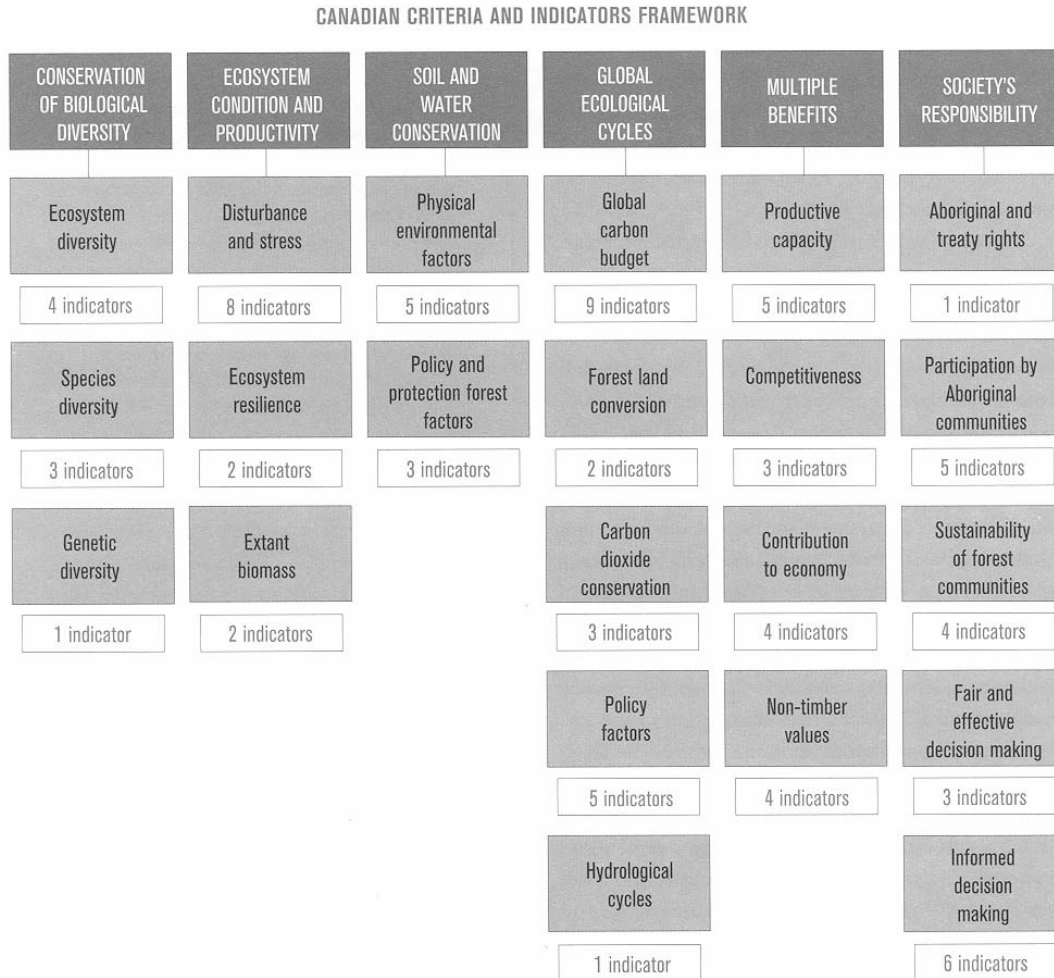 CANADIAN CRITERIA AND INDICATORS FRAMEWORK
CONSERVATION
OF BIOLOGICAL
DIVERSITY
Ecosystem
diversity
4 indicators
Species
diversity
3 indicators
Genetic
diversity
1 indicator
ECOSYSTEM
CONDITION AND
PRODUCTIVITY
Disturbance
and stress
8 indicators
Ecosystem
resilience
2 indicators
Extant
biomass
2 indicators
SOIL AND
WATER
CONSERVATION
Physical
environmental
factors
5 indicators
Policy and
protection forest
factors
3 indicators
GLOBAL
ECOLOGICAL
CYCLES
Global
carbon
budget
9 indicators
Forest land
conversion
2 indicators
Carbon
dioxide
conservation
3 indicators
Policy
factors
5 indicators
Hydrological
cycles
1 indicator
MULTIPLE
BENEFITS
Productive
capacity
5 indicators
Competitiveness
3 indicators
Contribution
to economy
4 indicators
Non-timber
values
4 indicators
SOCIETY'S
RESPONSIBILITY
Aboriginal and
treaty rights
1 indicator
Participation by
Aboriginal
communities
5 indicators
Sustainability
of forest
communities
4 indicators
Fair and
effective
decision making
3 indicators
Informed
decision
making
6 indicators